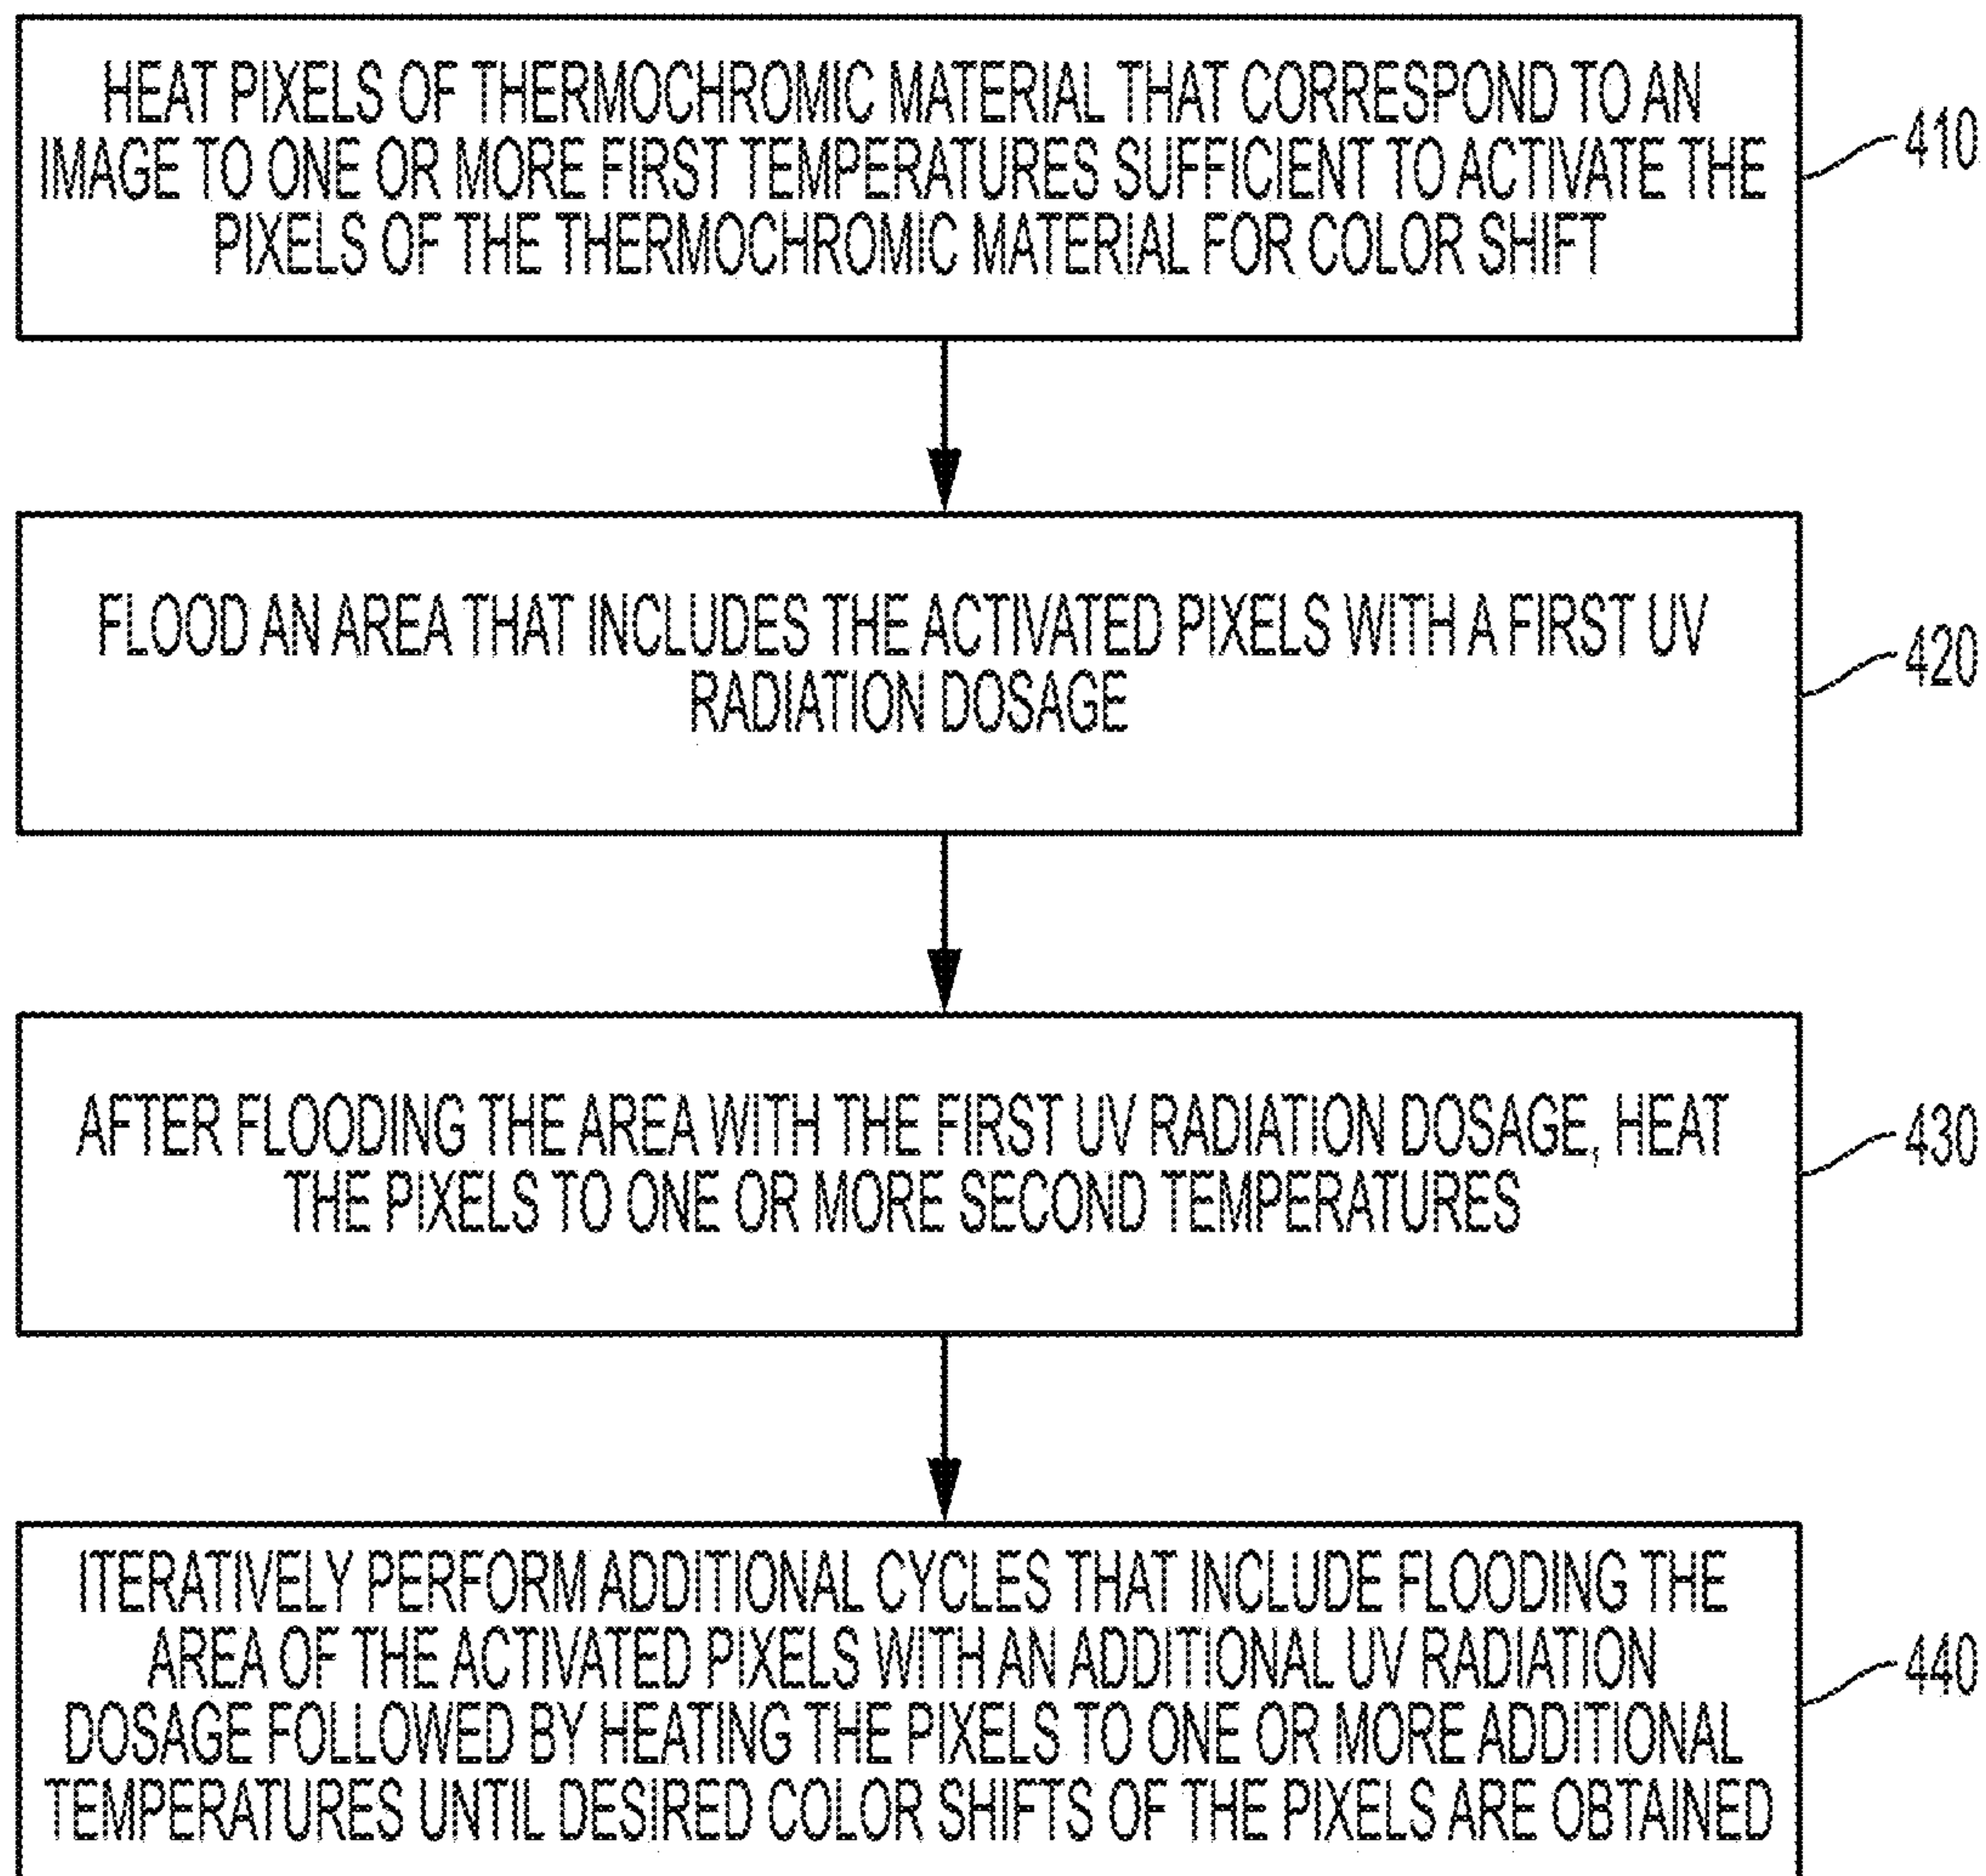 HEAT PIXELS OF THERMOCHROMIC MATERIAL THAT CORRESPOND TO AN
IMAGE TO ONE OR MORE FIRST TEMPERATURES SUFFICIENT TO ACTIVATE THE
PIXELS OF THE THERMOCHROMIC MATERIAL FOR COLOR SHIFT
410
FLOOD AN AREA THAT INCLUDES THE ACTIVATED PIXELS WITH A FIRST UV
RADIATION DOSAGE
420
AFTER FLOODING THE AREA WITH THE FIRST UV RADIATION DOSAGE, HEAT
THE PIXELS TO ONE OR MORE SECOND TEMPERATURES
430
ITERATIVELY PERFORM ADDITIONAL CYCLES THAT INCLUDE FLOODING THE
AREA OF THE ACTIVATED PIXELS WITH AN ADDITIONAL UV RADIATION
DOSAGE FOLLOWED BY HEATING THE PIXELS TO ONE OR MORE ADDITIONAL
TEMPERATURES UNTIL DESIRED COLOR SHIFTS OF THE PIXELS ARE OBTAINED
440